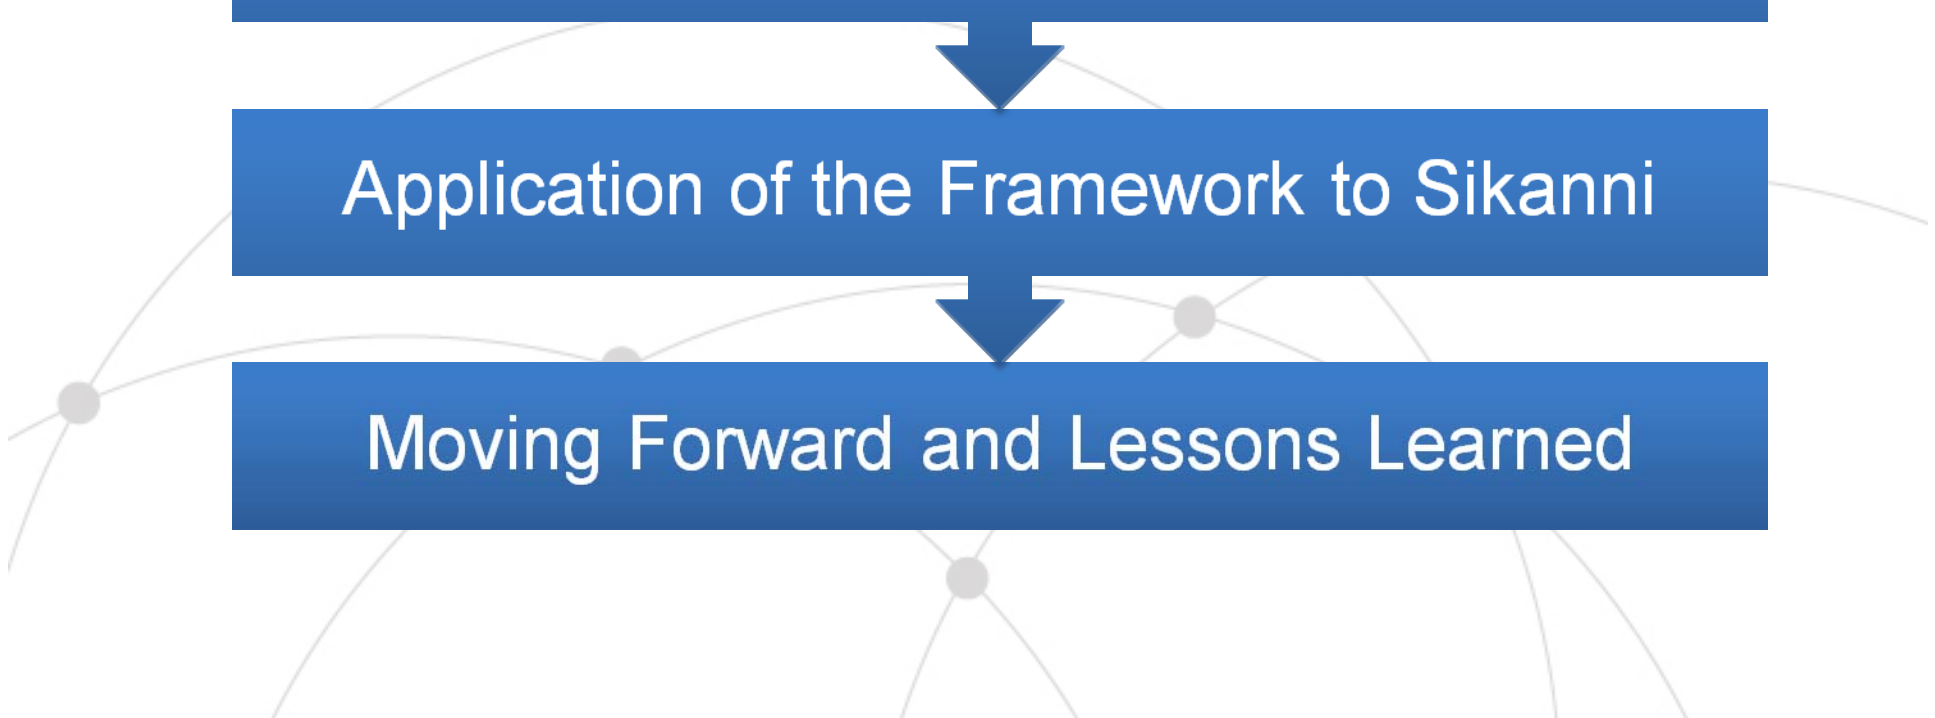 Application of the Framework to Sikanni
Moving Forward and Lessons Learned